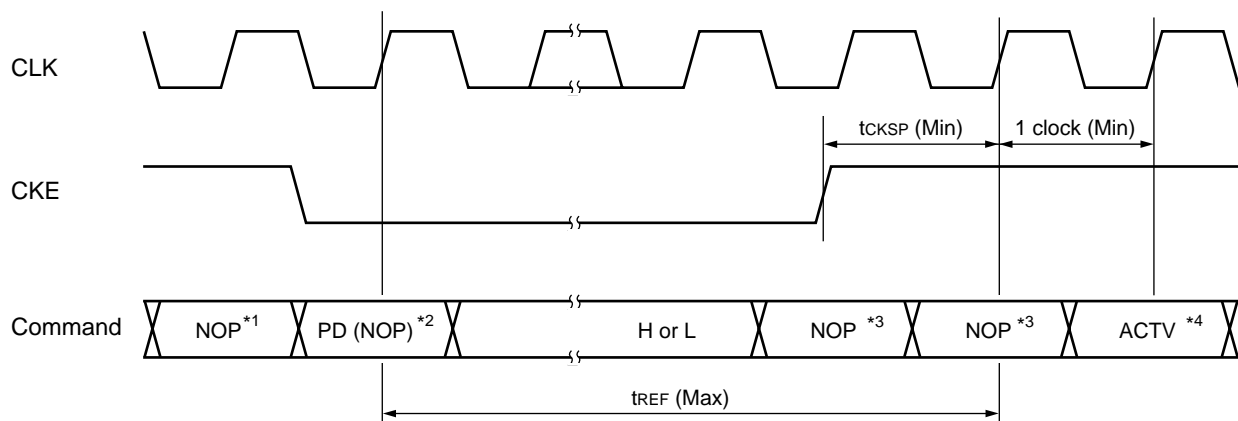 CLK
tCKSP (Min)
1 clock (Min)
CKE
Command
NOP*1
PD (NOP)*2
H or L
NOP *3
NOP *3
ACTV *4
tREF (Max)